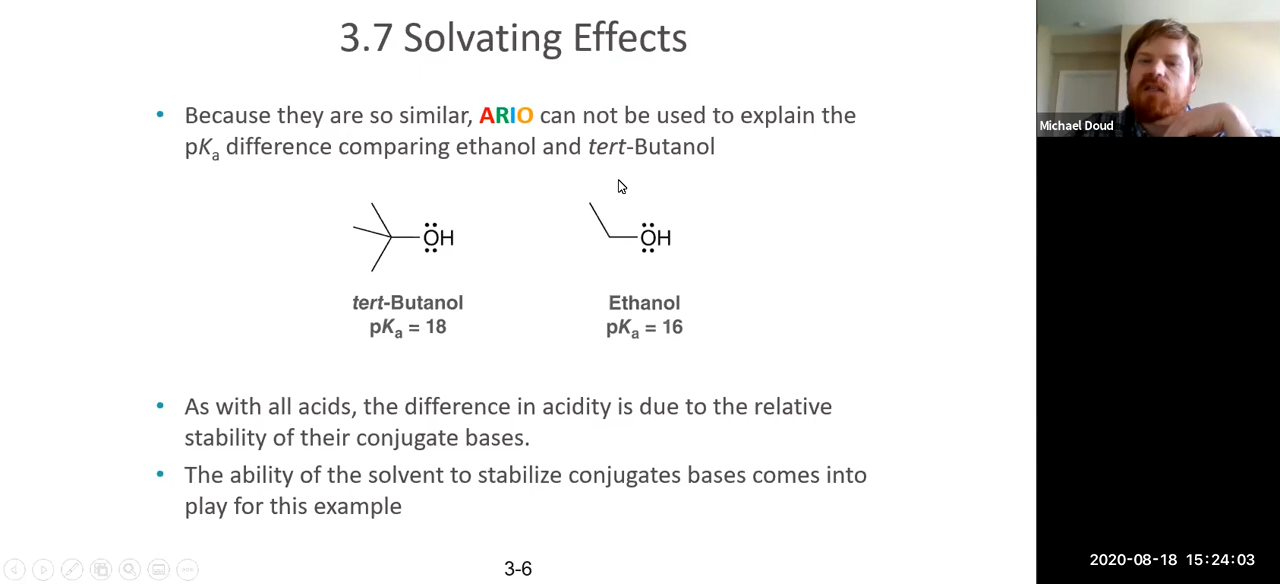 3.7 Solvating Effects
• Because they are so similar, ARIO can not be used to explain the
pKa difference comparing ethanol and tert-Butanol
ÖH ÖH
tert-Butanol Ethanol
pKa = 18 pKa = 16
• As with all acids, the difference in acidity is due to the relative
stability of their conjugate bases.
• The ability of the solvent to stabilize conjugates bases comes into
play for this example
3-6
Michael Doud
2020-08-18 15:24:03